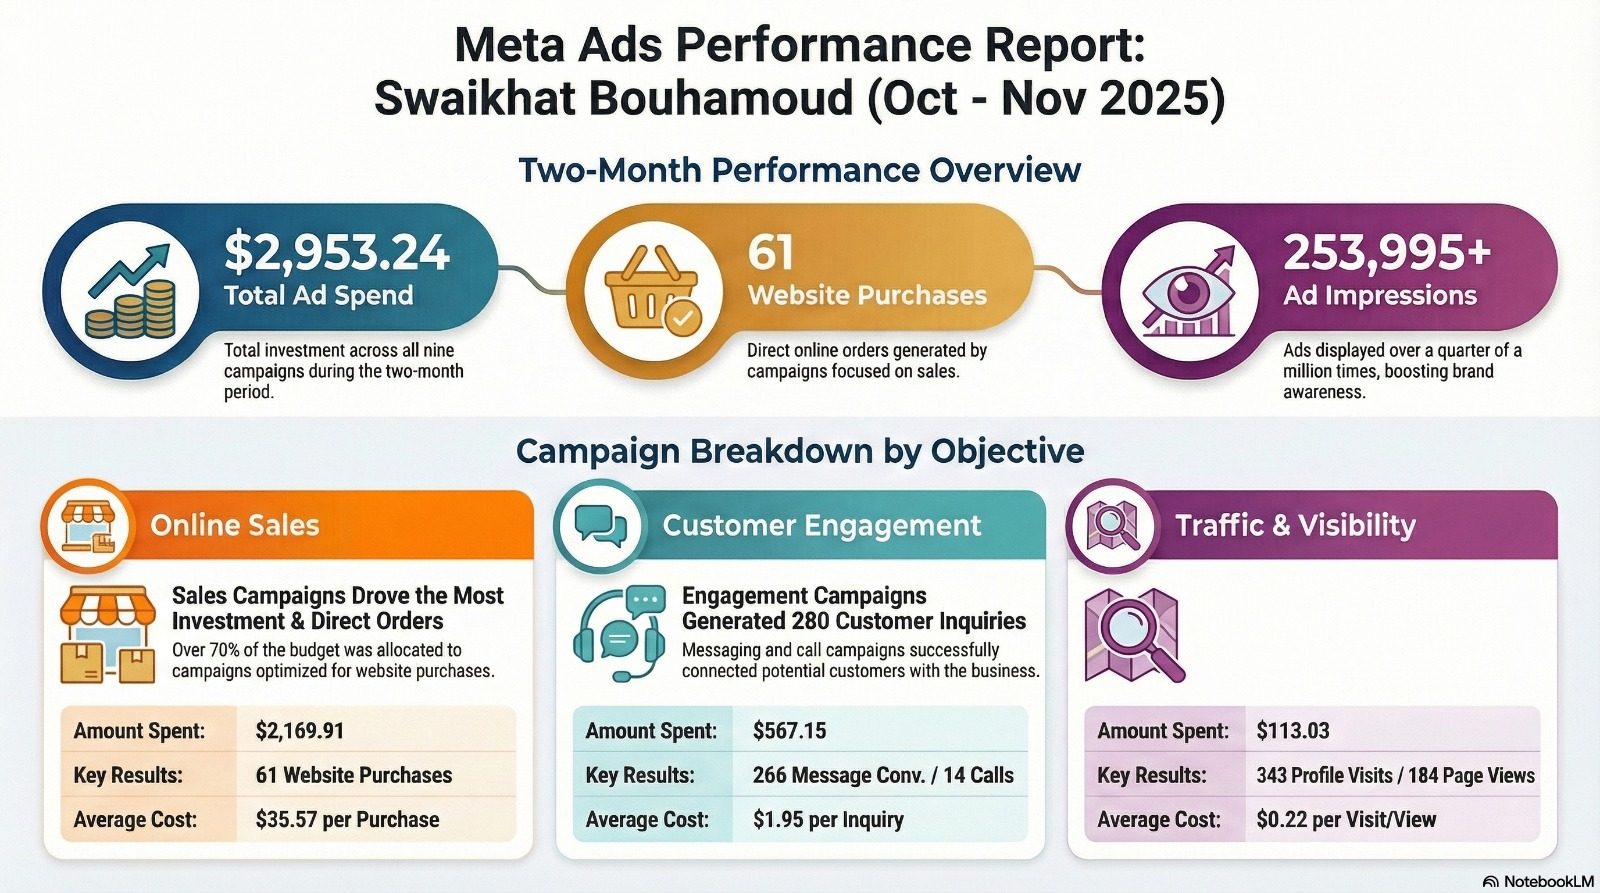 Meta Ads Performance Report:
Swaikhat Bouhamoud (Oct - Nov 2025)
Two-Month Performance Overview
$2,953.24
Total Ad Spend
Total investment across all nine
campaigns during the two-month
period.
61
Website Purchases
Direct online orders generated by
campaigns focused on sales.
253,995+
Ad Impressions
Ads displayed over a quarter of a
million times, boosting brand
awareness.
Campaign Breakdown by Objective
Online Sales
Sales Campaigns Drove the Most
Investment & Direct Orders
Over 70% of the budget was allocated to
campaigns optimized for website purchases.
Amount Spent: $2,169.91
Key Results: 61 Website Purchases
Average Cost: $35.57 per Purchase
Customer Engagement
Engagement Campaigns
Generated 280 Customer Inquiries
Messaging and call campaigns successfully
connected potential customers with the business.
Amount Spent: $567.15
Key Results: 266 Message Conv. / 14 Calls
Average Cost: $1.95 per Inquiry
Traffic & Visibility
Amount Spent: $113.03
Key Results: 343 Profile Visits / 184 Page Views
Average Cost: $0.22 per Visit/View
NotebookLM